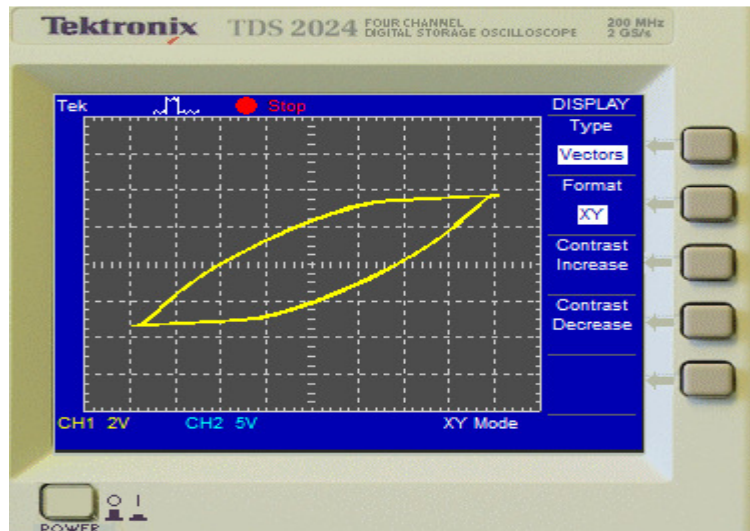 Tektronix TDS 2024 FOUR CHANNEL DIGITAL STORAGE OSCILLOSCOPE 200 MHz 2 GS/s
Tek Stop DISPLAY
Type
Vectors
Format
XY
Contrast
Increase
Contrast
Decrease
CH1 2V CH2 5V XY Mode
POWER